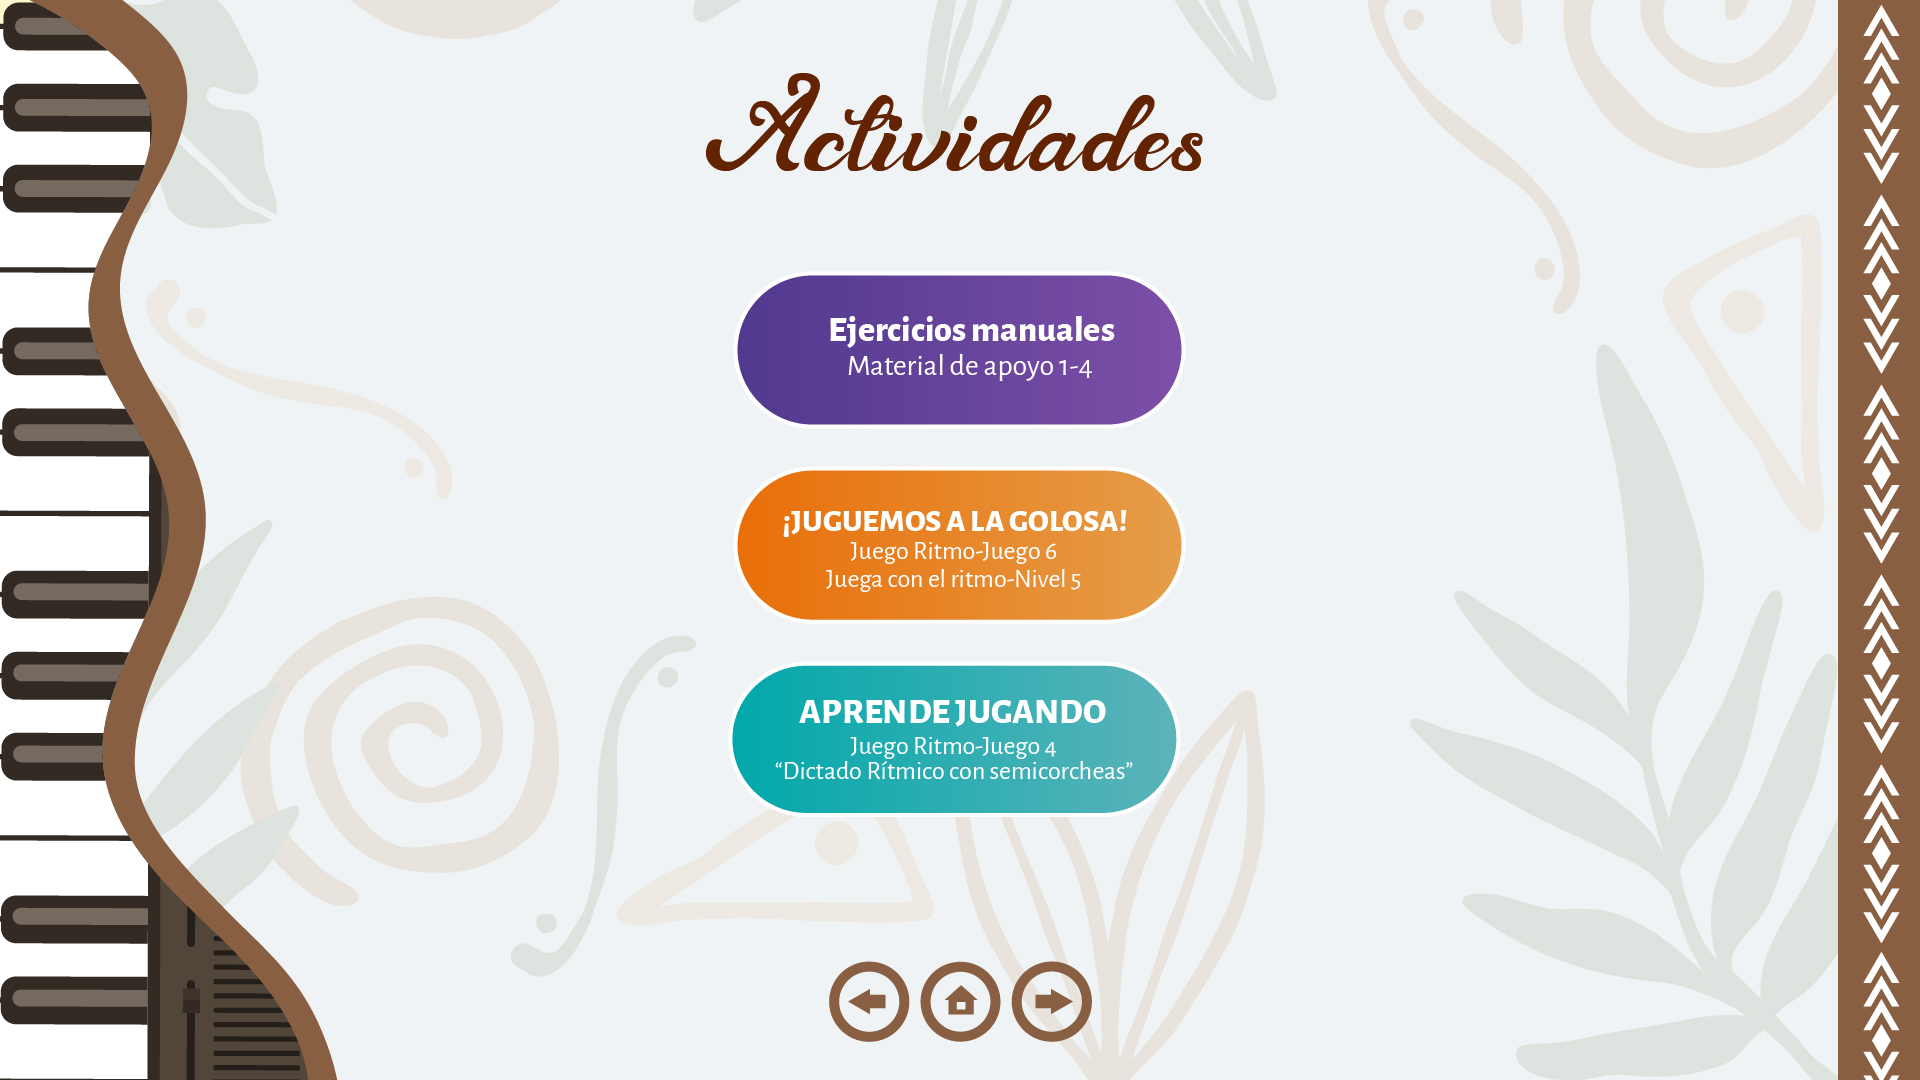 Actividades
Ejercicios manuales
Material de apoyo 1-4
¡JUGUEMOS A LA GOLOSA!
Juego Ritmo-Juego 6
Juega con el ritmo-Nivel 5
APRENDE JUGANDO
Juego Ritmo-Juego 4
“Dictado Rítmico con semicorcheas”